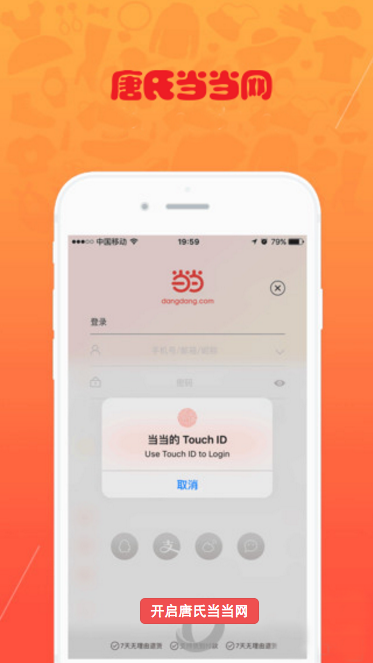 唐氏当当网
中国移动
19:59
79%
当当
dangdang.com
登录
手机号/邮箱/昵称
密码
当当的 Touch ID
Use Touch ID to Login
取消
支
开启唐氏当当网
7天无理由退货
7天无理由退货